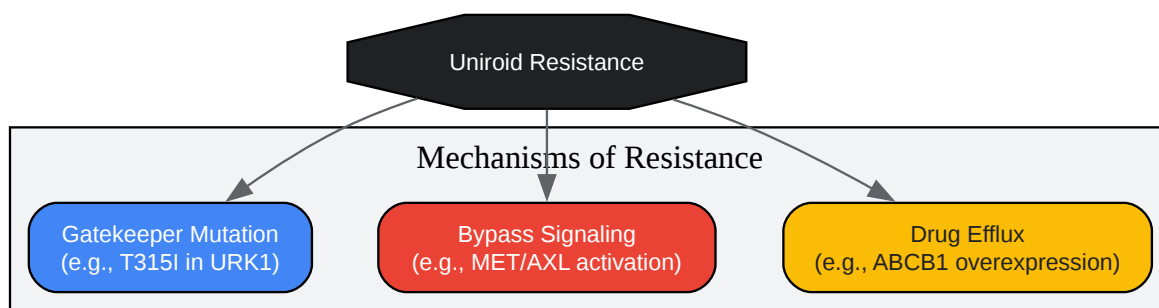 Uniroid Resistance
Mechanisms of Resistance
Gatekeeper Mutation
(e.g., T315I in URK1)
Bypass Signaling
(e.g., MET/AXL activation)
Drug Efflux
(e.g., ABCB1 overexpression)